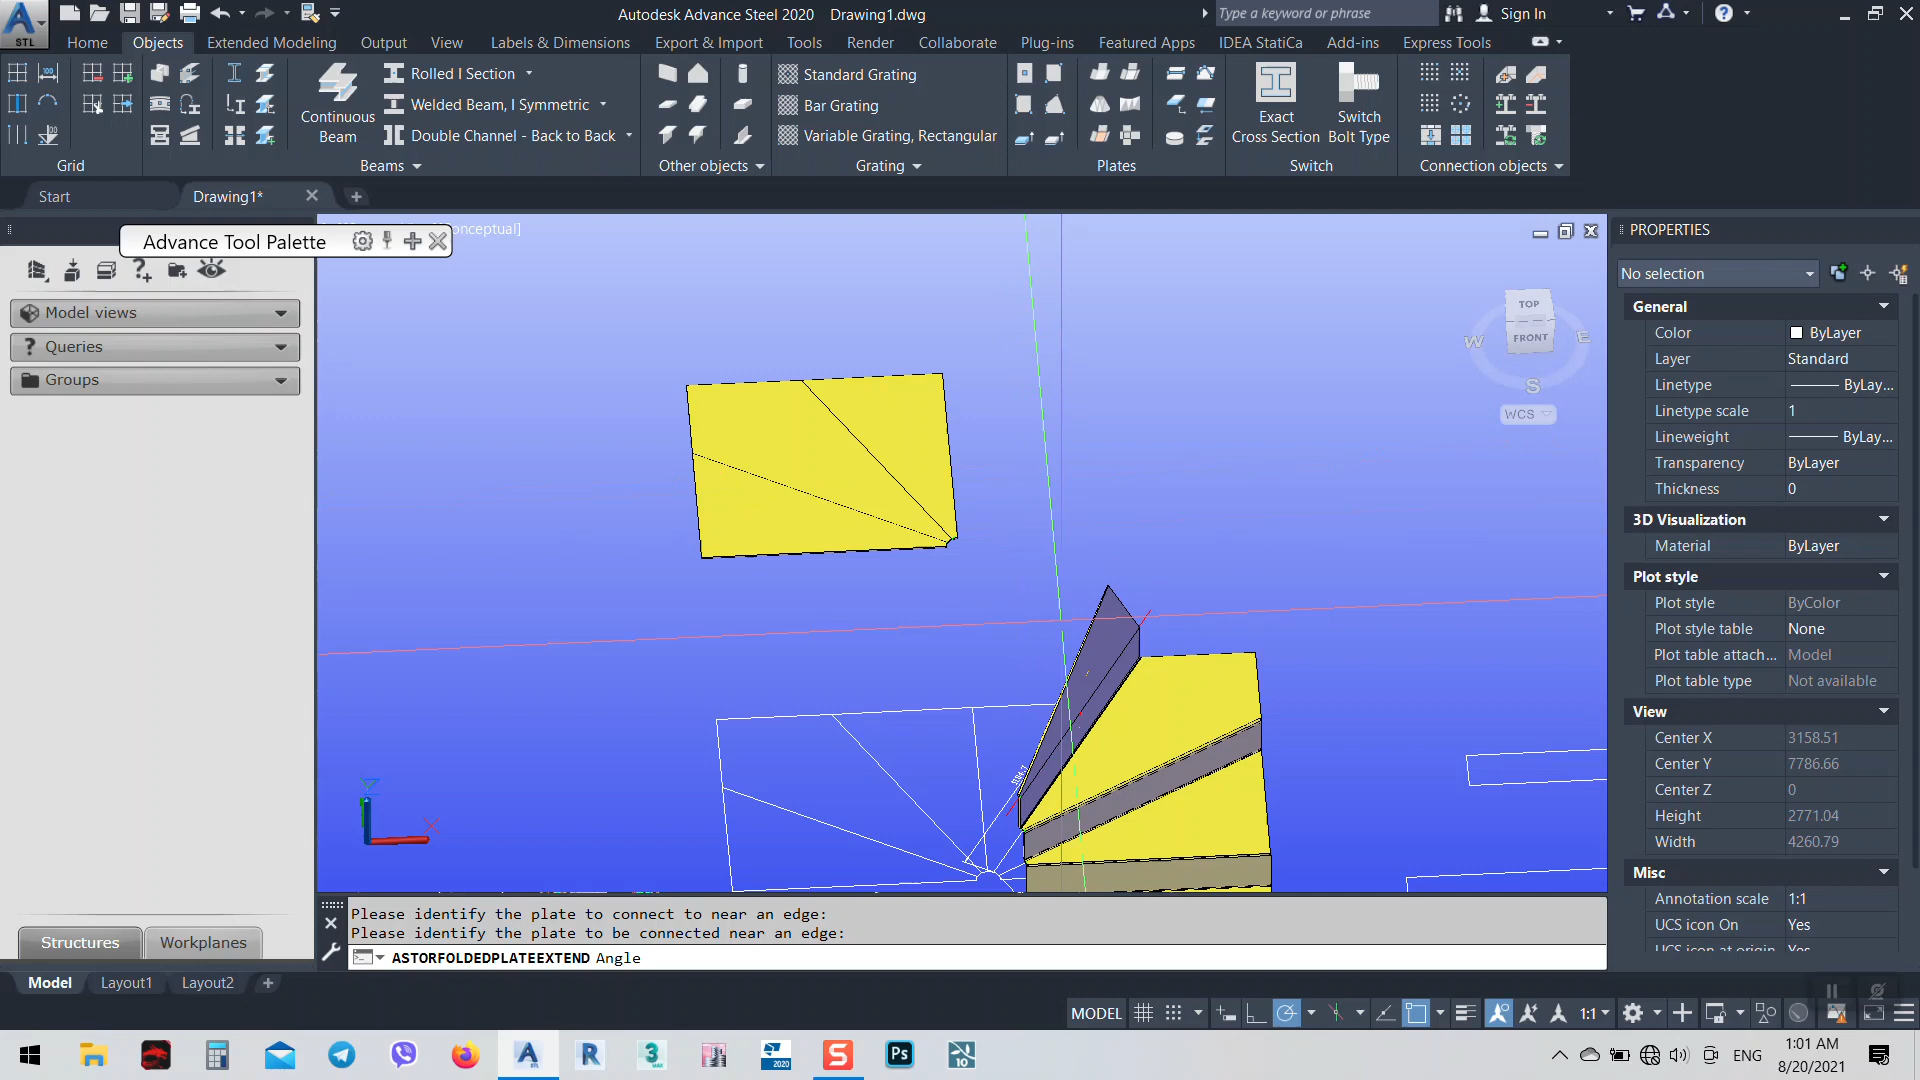 Autodesk Advance Steel 2020 Drawing1.dwg
Type a keyword or phrase
Sign In
STL
Home Objects Extended Modeling Output View Labels & Dimensions Export & Import Tools Render Collaborate Plug-ins Featured Apps IDEA StatiCa Add-ins Express Tools
Continuous
Beam
Rolled I Section
Welded Beam, I Symmetric
Double Channel - Back to Back
Standard Grating
Bar Grating
Variable Grating, Rectangular
Exact
Cross Section
Switch
Bolt Type
Grid Beams Other objects Grating Plates Switch Connection objects
Start Drawing1*
Advance Tool Palette
onceptual]
Model views
Queries
Groups
Structures Workplanes
TOP
FRONT
W E
S
WCS
X
PROPERTIES
No selection
General
Color ByLayer
Layer Standard
Linetype ByLay...
Linetype scale 1
Lineweight ByLay...
Transparency ByLayer
Thickness 0
3D Visualization
Material ByLayer
Plot style
Plot style ByColor
Plot style table None
Plot table attach... Model
Plot table type Not available
View
Center X 3158.51
Center Y 7786.66
Center Z 0
Height 2771.04
Width 4260.79
Misc
Annotation scale 1:1
UCS icon On Yes
UCS icon at origin Yes
Please identify the plate to connect to near an edge:
Please identify the plate to be connected near an edge:
ASTORFOLDEDPLATEEXTEND Angle
Model Layout1 Layout2
MODEL 1:1
ENG
1:01 AM
8/20/2021